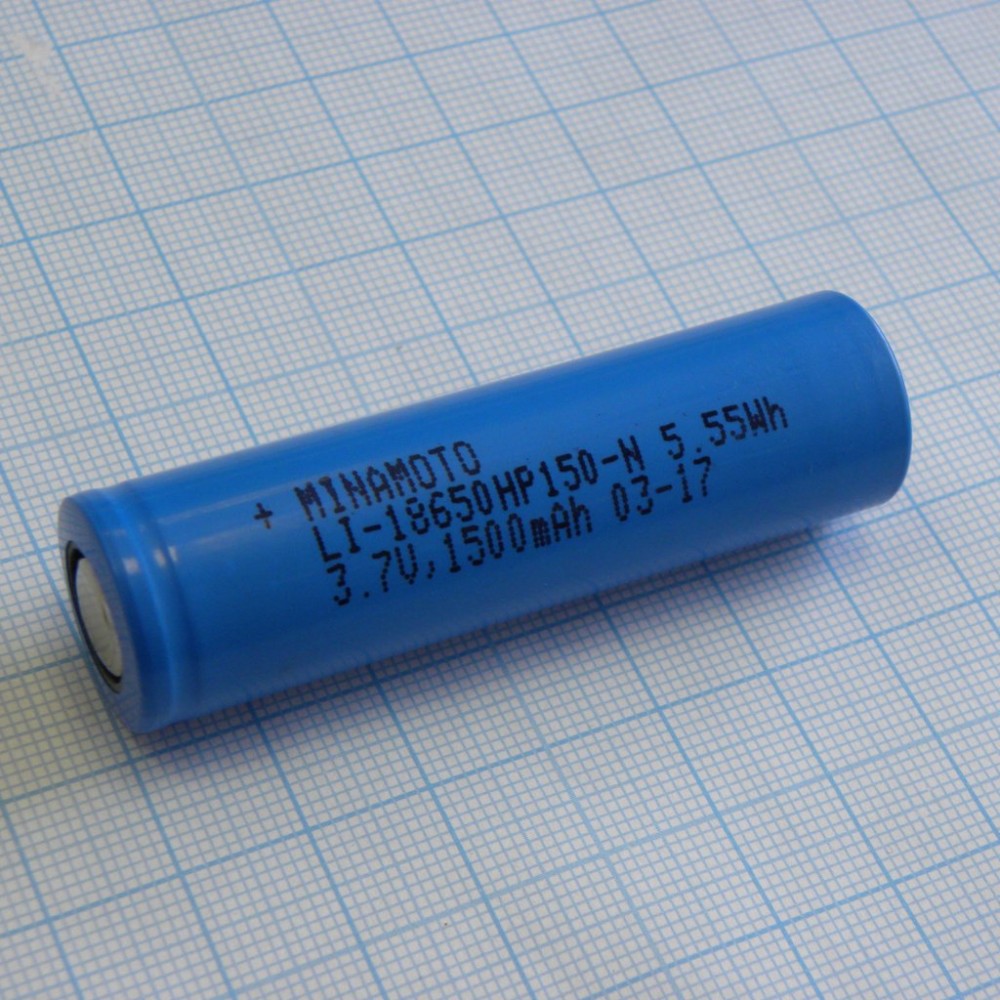 + MINAMOTO
LI-18650HP150-N 5.55Wh
3.7V,1500mAh 03-17